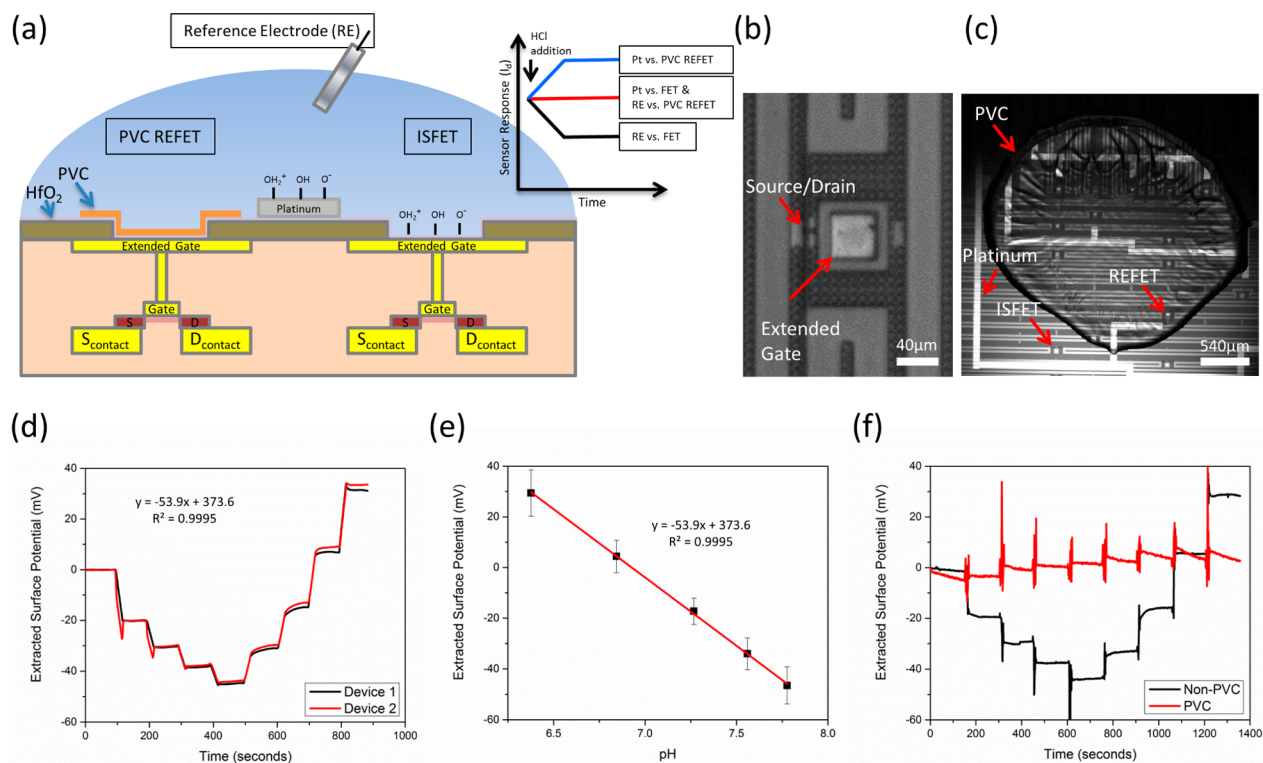 (a)
Reference Electrode (RE)
PVC REFET
ISFET
PVC
HfO₂
OH₂⁺ OH O⁻
Platinum
OH₂⁺ OH O⁻
Extended Gate
Extended Gate
Gate
Gate
S D
S D
Scontact
Dcontact
Scontact
Dcontact
Sensor Response (Id)
HCl
addition
Pt vs. PVC REFET
Pt vs. FET &
RE vs. PVC REFET
RE vs. FET
Time
(b)
Source/Drain
Extended
Gate
40μm
(c)
PVC
Platinum
REFET
ISFET
540μm
(d)
Extracted Surface Potential (mV)
40
20
0
-20
-40
-60
y = -53.9x + 373.6
R² = 0.9995
Device 1
Device 2
0 200 400 600 800 1000
Time (seconds)
(e)
Extracted Surface Potential (mV)
40
20
0
-20
-40
-60
y = -53.9x + 373.6
R² = 0.9995
6.5 7.0 7.5 8.0
pH
(f)
Extracted Surface Potential (mV)
40
20
0
-20
-40
-60
Non-PVC
PVC
0 200 400 600 800 1000 1200 1400
Time (seconds)